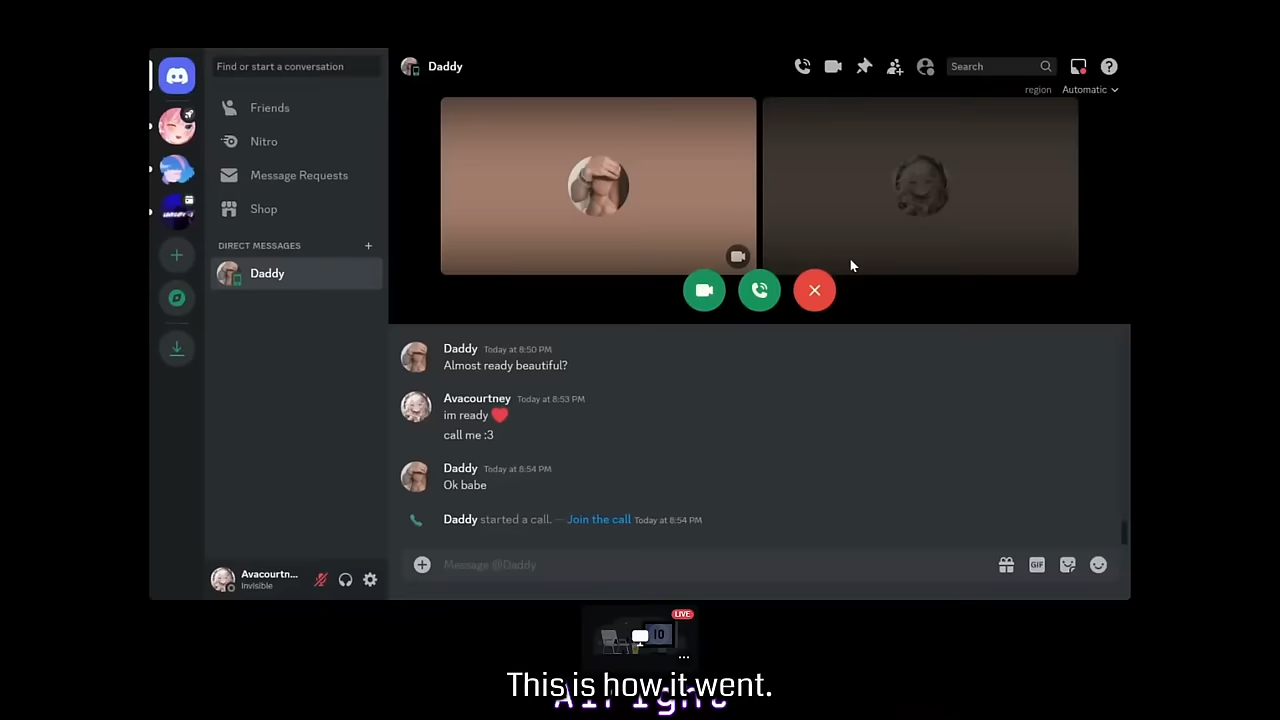 Find or start a conversation
Friends
Nitro
Message Requests
Shop
DIRECT MESSAGES
Daddy
Avacourtn...
Invisible
Daddy
Search
region Automatic
Daddy Today at 8:50 PM
Almost ready beautiful?
Avacourtney Today at 8:53 PM
im ready
call me :3
Daddy Today at 8:54 PM
Ok babe
Daddy started a call. — Join the call Today at 8:54 PM
Message @Daddy
GIF
LIVE
10
This is how it went.
Alright